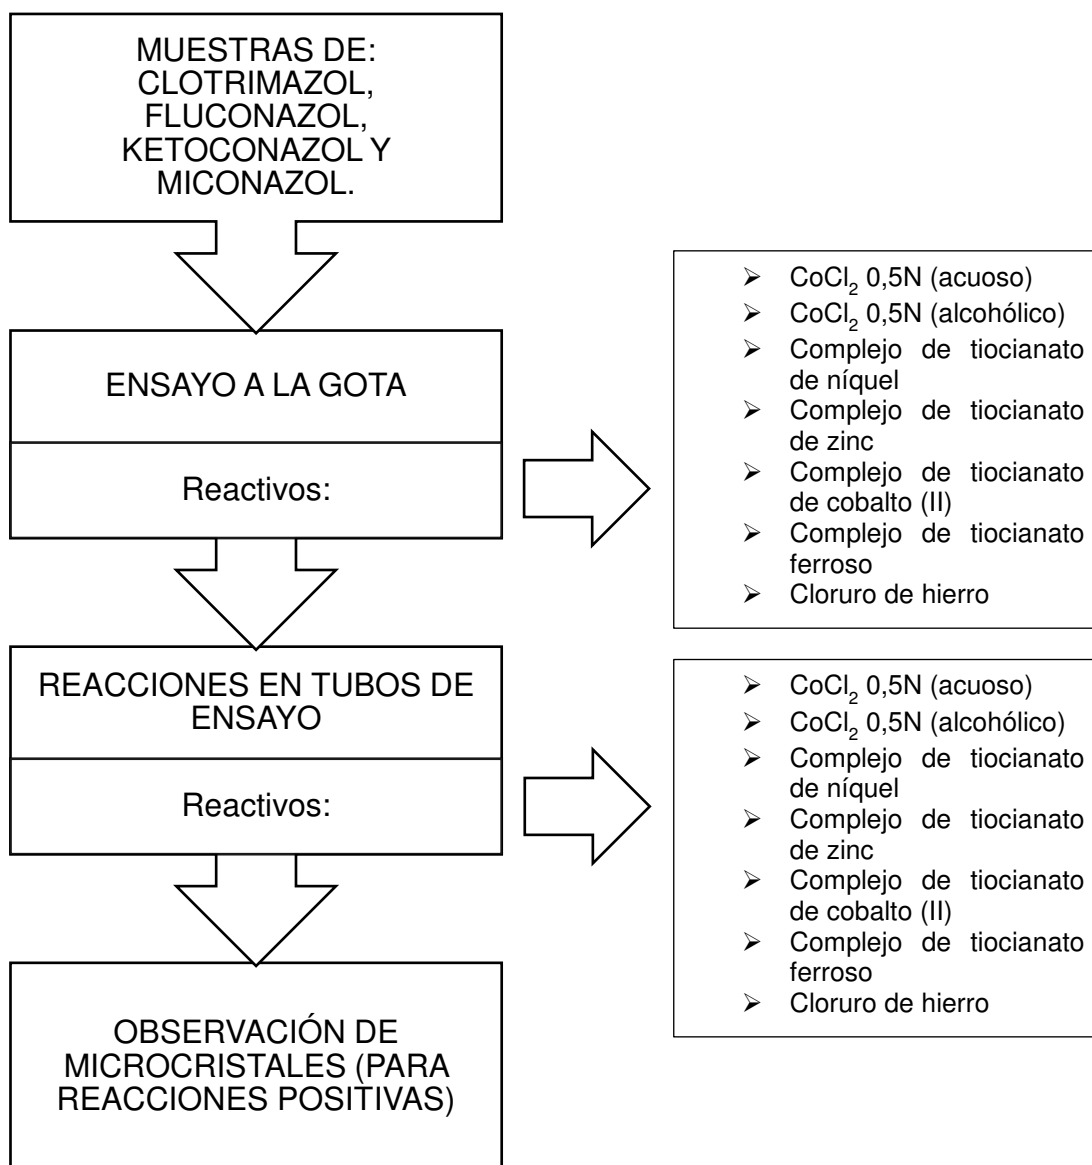 MUESTRAS DE:
CLOTRIMAZOL,
FLUCONAZOL,
KETOCONAZOL Y
MICONAZOL.
ENSAYO A LA GOTA
Reactivos:
➢ CoCl₂ 0,5N (acuoso)
➢ CoCl₂ 0,5N (alcohólico)
➢ Complejo de tiocianato
de níquel
➢ Complejo de tiocianato
de zinc
➢ Complejo de tiocianato
de cobalto (II)
➢ Complejo de tiocianato
ferroso
➢ Cloruro de hierro
REACCIONES EN TUBOS DE
ENSAYO
Reactivos:
➢ CoCl₂ 0,5N (acuoso)
➢ CoCl₂ 0,5N (alcohólico)
➢ Complejo de tiocianato
de níquel
➢ Complejo de tiocianato
de zinc
➢ Complejo de tiocianato
de cobalto (II)
➢ Complejo de tiocianato
ferroso
➢ Cloruro de hierro
OBSERVACIÓN DE
MICROCRISTALES (PARA
REACCIONES POSITIVAS)